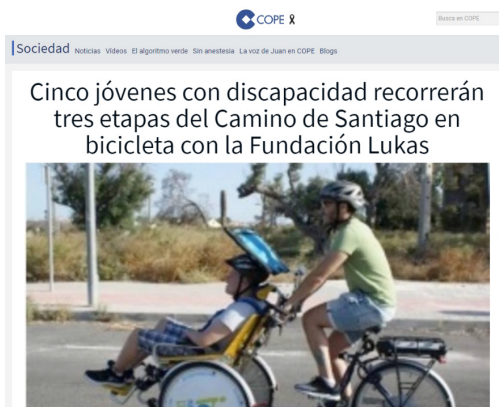 COPE
Busca en COPE
Sociedad Noticias Vídeos El algoritmo verde Sin anestesia La voz de Juan en COPE Blogs
Cinco jóvenes con discapacidad recorrerán
tres etapas del Camino de Santiago en
bicicleta con la Fundación Lukas